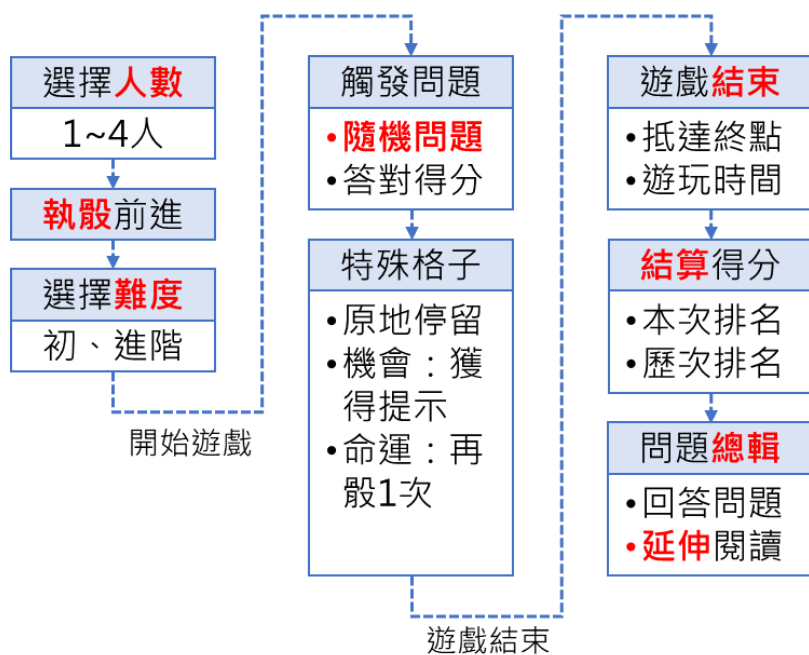 選擇人數
1~4人
執骰前進
選擇難度
初、進階
開始遊戲
觸發問題
•隨機問題
•答對得分
特殊格子
•原地停留
•機會：獲
得提示
•命運：再
骰1次
遊戲結束
遊戲結束
•抵達終點
•遊玩時間
結算得分
•本次排名
•歷次排名
問題總輯
•回答問題
•延伸閱讀